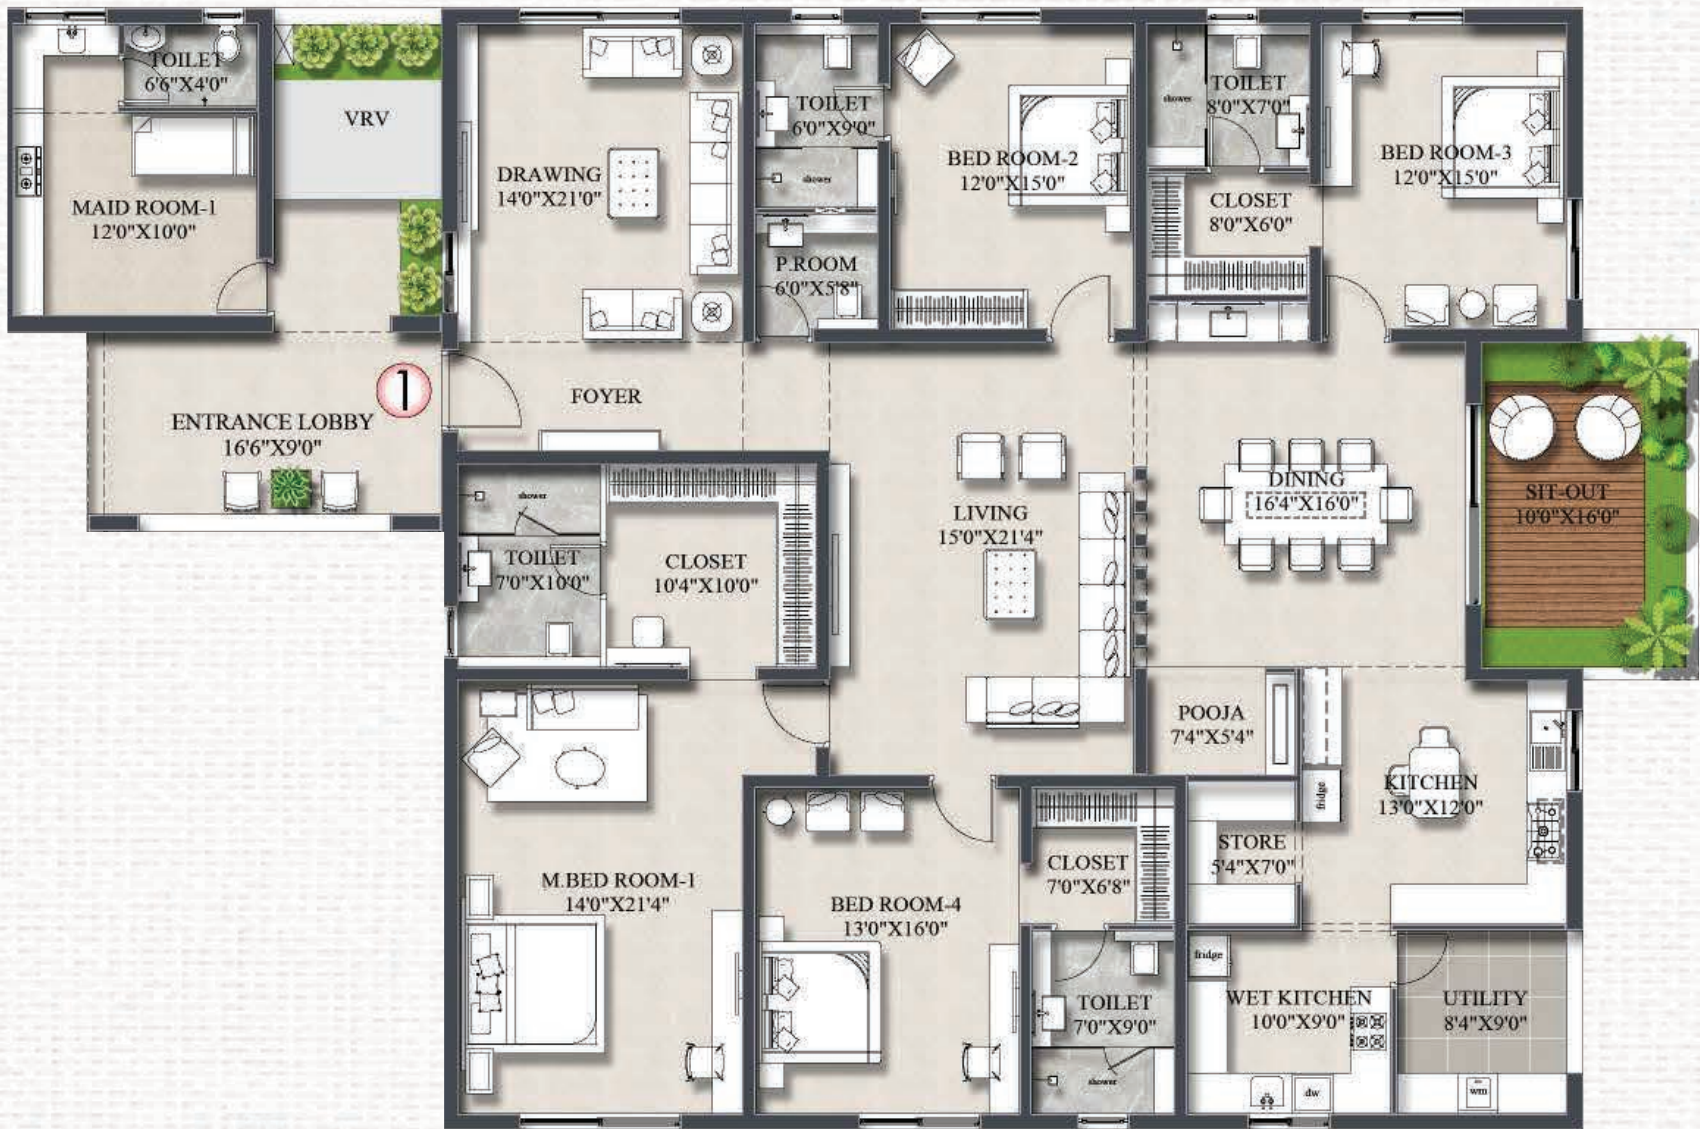 TOILET
6'6"X4'0"
VRV
MAID ROOM-1
12'0"X10'0"
DRAWING
14'0"X21'0"
TOILET
6'0"X9'0"
shower
P.ROOM
6'0"X5'8"
BED ROOM-2
12'0"X15'0"
shower
TOILET
8'0"X7'0"
CLOSET
8'0"X6'0"
BED ROOM-3
12'0"X15'0"
1
ENTRANCE LOBBY
16'6"X9'0"
FOYER
shower
TOILET
7'0"X10'0"
CLOSET
10'4"X10'0"
LIVING
15'0"X21'4"
DINING
16'4"X16'0"
SIT-OUT
10'0"X16'0"
POOJA
7'4"X5'4"
fridge
KITCHEN
13'0"X12'0"
STORE
5'4"X7'0"
M.BED ROOM-1
14'0"X21'4"
BED ROOM-4
13'0"X16'0"
CLOSET
7'0"X6'8"
TOILET
7'0"X9'0"
shower
fridge
WET KITCHEN
10'0"X9'0"
dw
UTILITY
8'4"X9'0"
wm